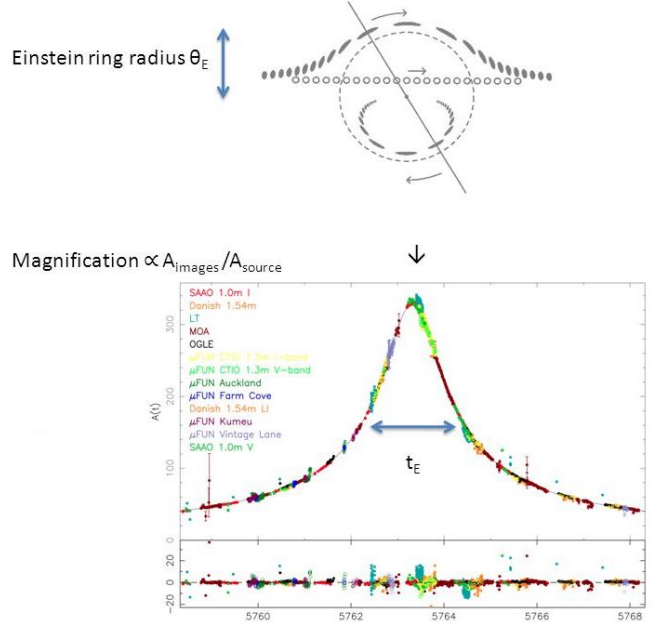 Einstein ring radius θE
Magnification ∝ Aimages/Asource
SAAO 1.0m I
Danish 1.54m
LT
MOA
OGLE
μFUN CTIO 1.3m I-band
μFUN CTIO 1.3m V-band
μFUN Auckland
μFUN Farm Cove
Danish 1.54m LI
μFUN Kumeu
μFUN Vintage Lane
SAAO 1.0m V
A(t)
300
200
100
0
tE
20
0
-20
5760
5762
5764
5766
5768